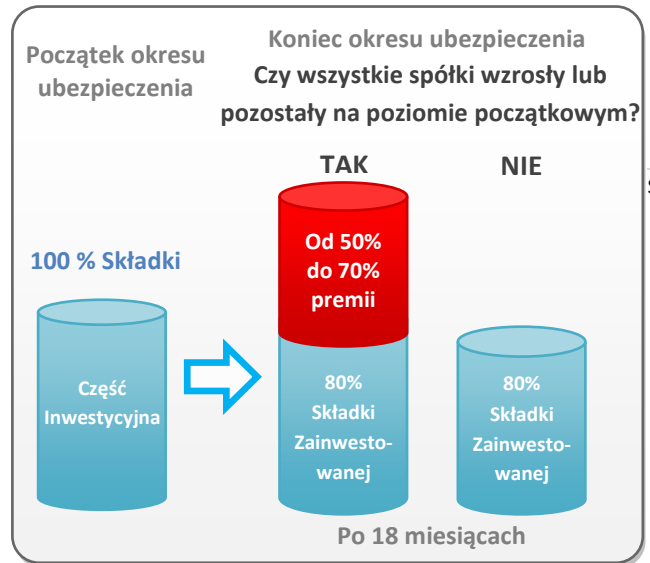 Początek okresu
ubezpieczenia
Koniec okresu ubezpieczenia
Czy wszystkie spółki wzrosły lub
pozostały na poziomie początkowym?
TAK
NIE
100 % Składki
Część
Inwestycyjna
Od 50%
do 70%
premii
80%
Składki
Zainwesto-
wanej
80%
Składki
Zainwesto-
wanej
Po 18 miesiącach